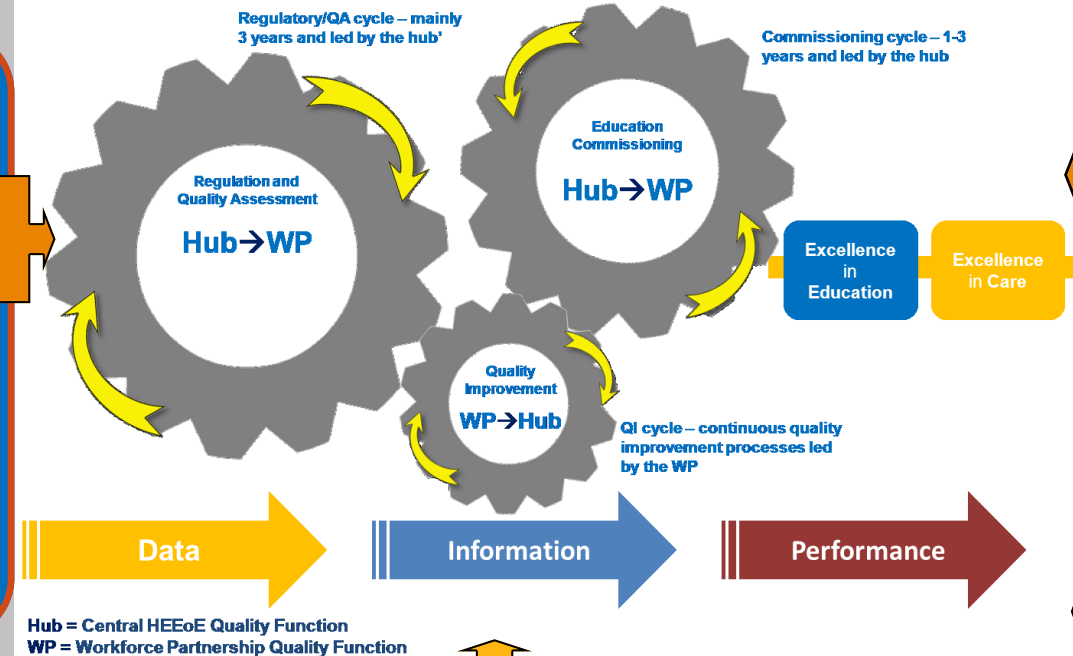 Regulatory/QA cycle – mainly
3 years and led by the hub'
Commissioning cycle – 1-3
years and led by the hub
Regulation and
Quality Assessment
Hub→WP
Education
Commissioning
Hub→WP
Excellence
in
Education
Excellence
in Care
Quality
Improvement
WP→Hub
QI cycle – continuous quality
improvement processes led
by the WP
Data
Information
Performance
Hub = Central HEEoE Quality Function
WP = Workforce Partnership Quality Function